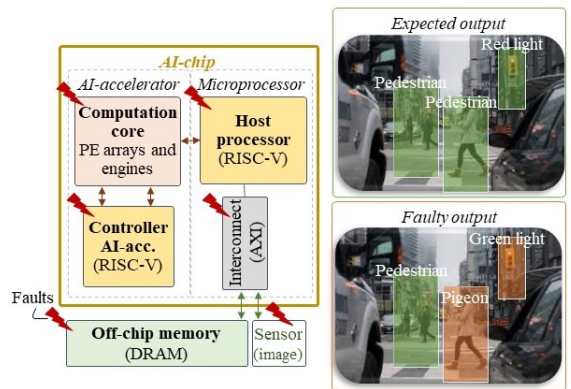 AI-chip
AI-accelerator
Microprocessor
Computation
core
PE arrays and
engines
Host
processor
(RISC-V)
Controller
AI-acc.
(RISC-V)
Interconnect
(AXI)
Faults
Off-chip memory
(DRAM)
Sensor
(image)
Expected output
Red light
Pedestrian
Pedestrian
Faulty output
Green light
Pedestrian
Pigeon